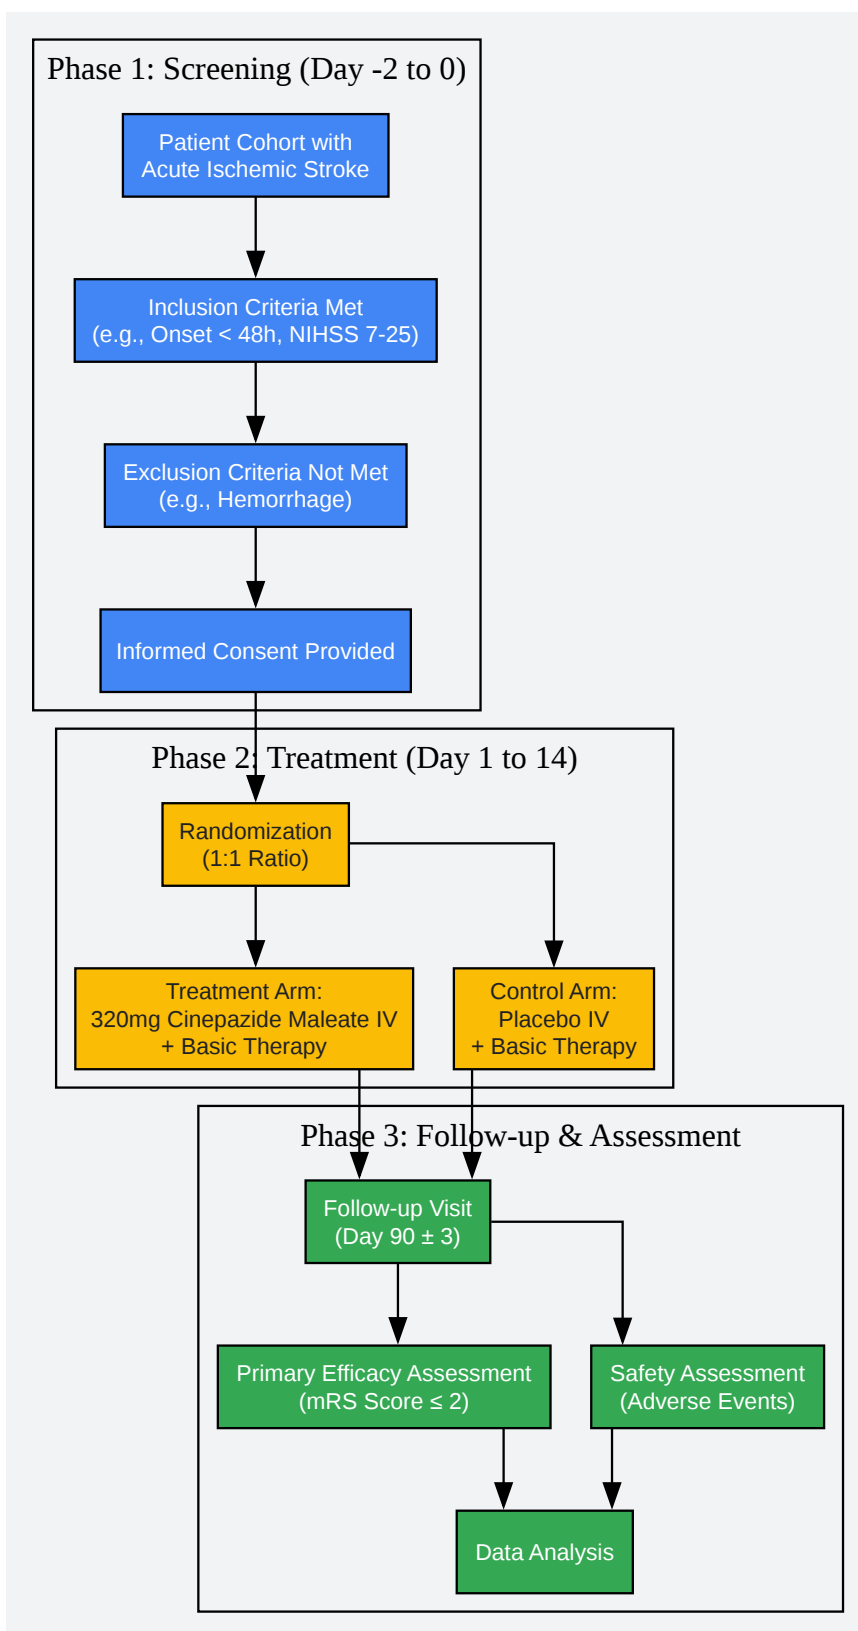 Phase 1: Screening (Day -2 to 0)
Patient Cohort with
Acute Ischemic Stroke
Inclusion Criteria Met
(e.g., Onset < 48h, NIHSS 7-25)
Exclusion Criteria Not Met
(e.g., Hemorrhage)
Informed Consent Provided
Phase 2: Treatment (Day 1 to 14)
Randomization
(1:1 Ratio)
Treatment Arm:
320mg Cinepazide Maleate IV
+ Basic Therapy
Control Arm:
Placebo IV
+ Basic Therapy
Phase 3: Follow-up & Assessment
Follow-up Visit
(Day 90 ± 3)
Primary Efficacy Assessment
(mRS Score ≤ 2)
Safety Assessment
(Adverse Events)
Data Analysis